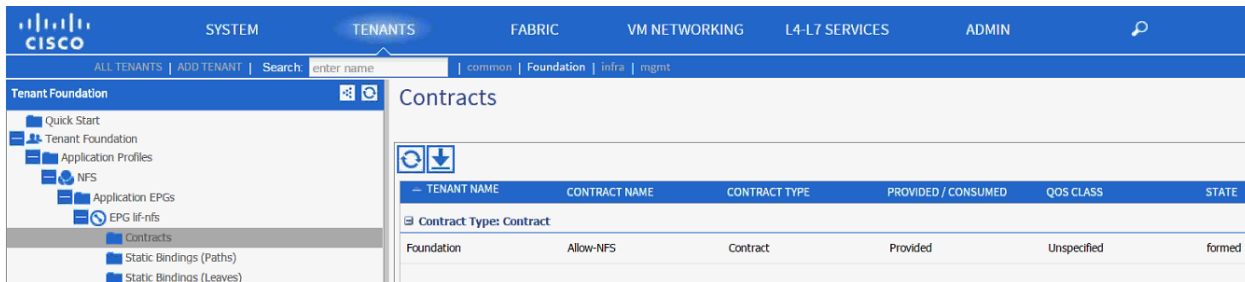 CISCO
SYSTEM TENANTS FABRIC VM NETWORKING L4-L7 SERVICES ADMIN
ALL TENANTS | ADD TENANT | Search: enter name | common | Foundation | infra | mgmt
Tenant Foundation
Quick Start
Tenant Foundation
Application Profiles
NFS
Application EPGs
EPG lif-nfs
Contracts
Static Bindings (Paths)
Static Bindings (Leaves)
Contracts
TENANT NAME CONTRACT NAME CONTRACT TYPE PROVIDED / CONSUMED QOS CLASS STATE
Contract Type: Contract
Foundation Allow-NFS Contract Provided Unspecified formed